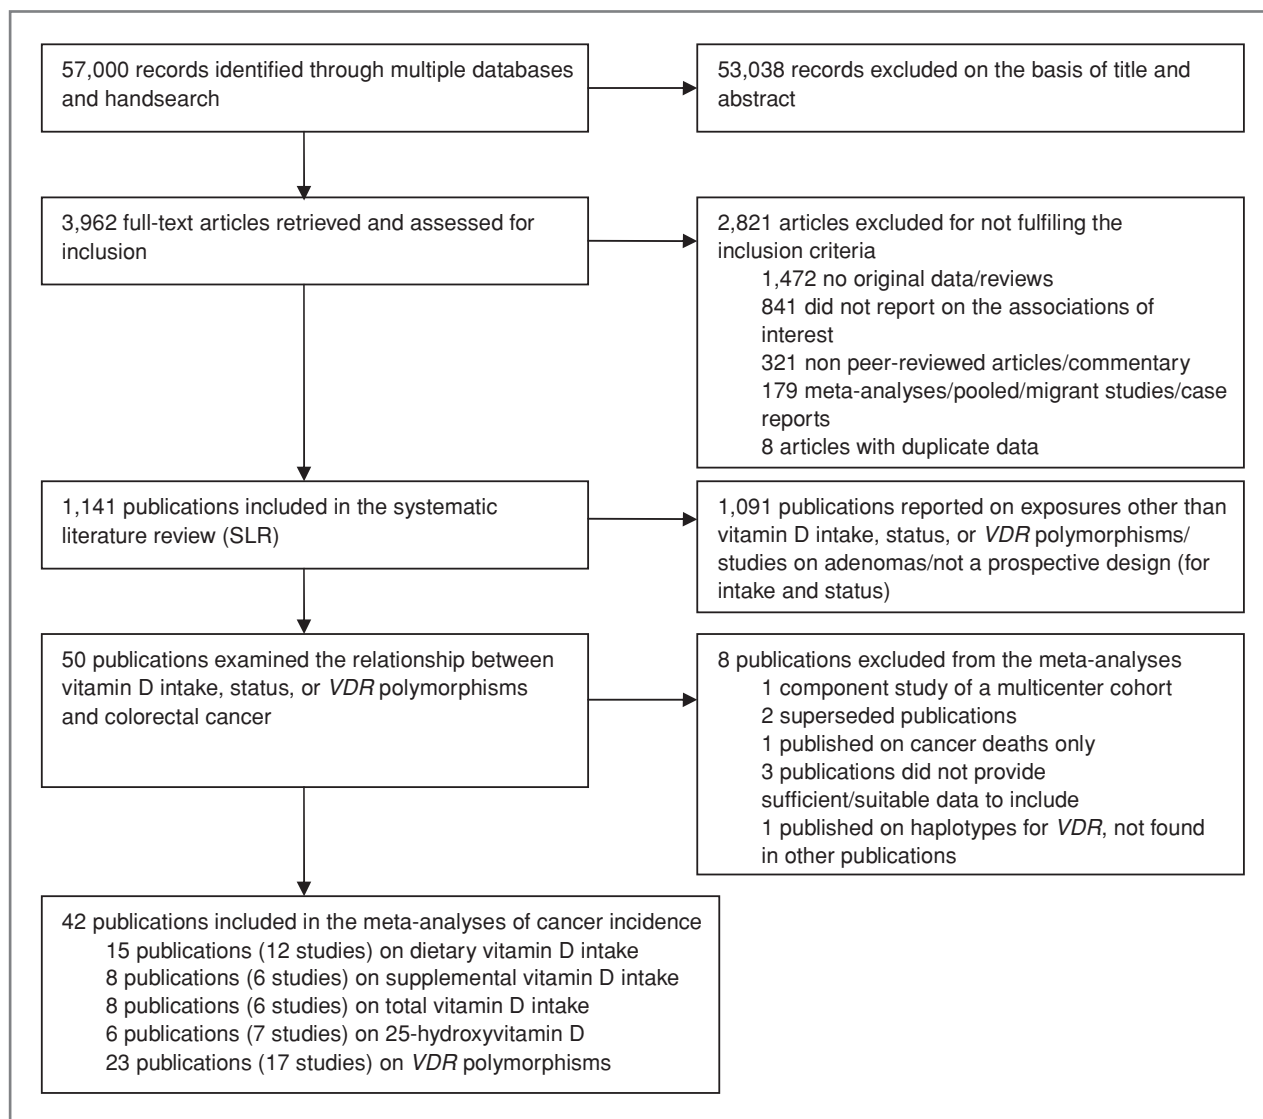 57,000 records identified through multiple databases
and handsearch
53,038 records excluded on the basis of title and
abstract
3,962 full-text articles retrieved and assessed for
inclusion
2,821 articles excluded for not fulfiling the
inclusion criteria
1,472 no original data/reviews
841 did not report on the associations of
interest
321 non peer-reviewed articles/commentary
179 meta-analyses/pooled/migrant studies/case
reports
8 articles with duplicate data
1,141 publications included in the systematic
literature review (SLR)
1,091 publications reported on exposures other than
vitamin D intake, status, or VDR polymorphisms/
studies on adenomas/not a prospective design (for
intake and status)
50 publications examined the relationship between
vitamin D intake, status, or VDR polymorphisms
and colorectal cancer
8 publications excluded from the meta-analyses
1 component study of a multicenter cohort
2 superseded publications
1 published on cancer deaths only
3 publications did not provide
sufficient/suitable data to include
1 published on haplotypes for VDR, not found
in other publications
42 publications included in the meta-analyses of cancer incidence
15 publications (12 studies) on dietary vitamin D intake
8 publications (6 studies) on supplemental vitamin D intake
8 publications (6 studies) on total vitamin D intake
6 publications (7 studies) on 25-hydroxyvitamin D
23 publications (17 studies) on VDR polymorphisms